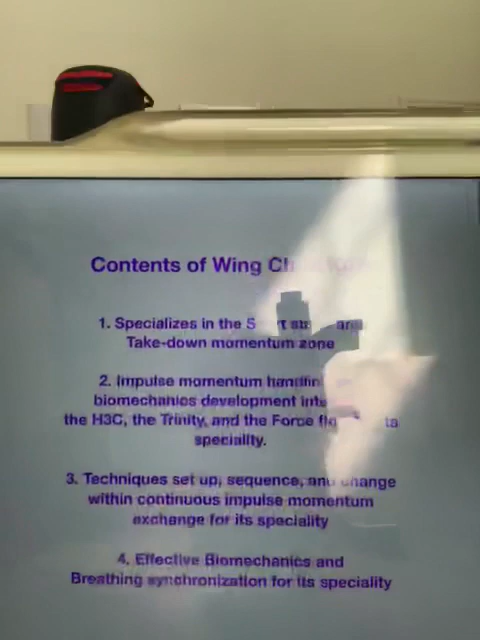 Contents of Wing
1. Specializes in the
Take-down momentum zone
2. Impulse momentum
biomechanics development
the H3C, the Trinity, and the Force
speciality.
3. Techniques set up, sequence, and change
within continuous impulse momentum
exchange for its speciality
4. Effective Biomechanics and
Breathing synchronization for its speciality